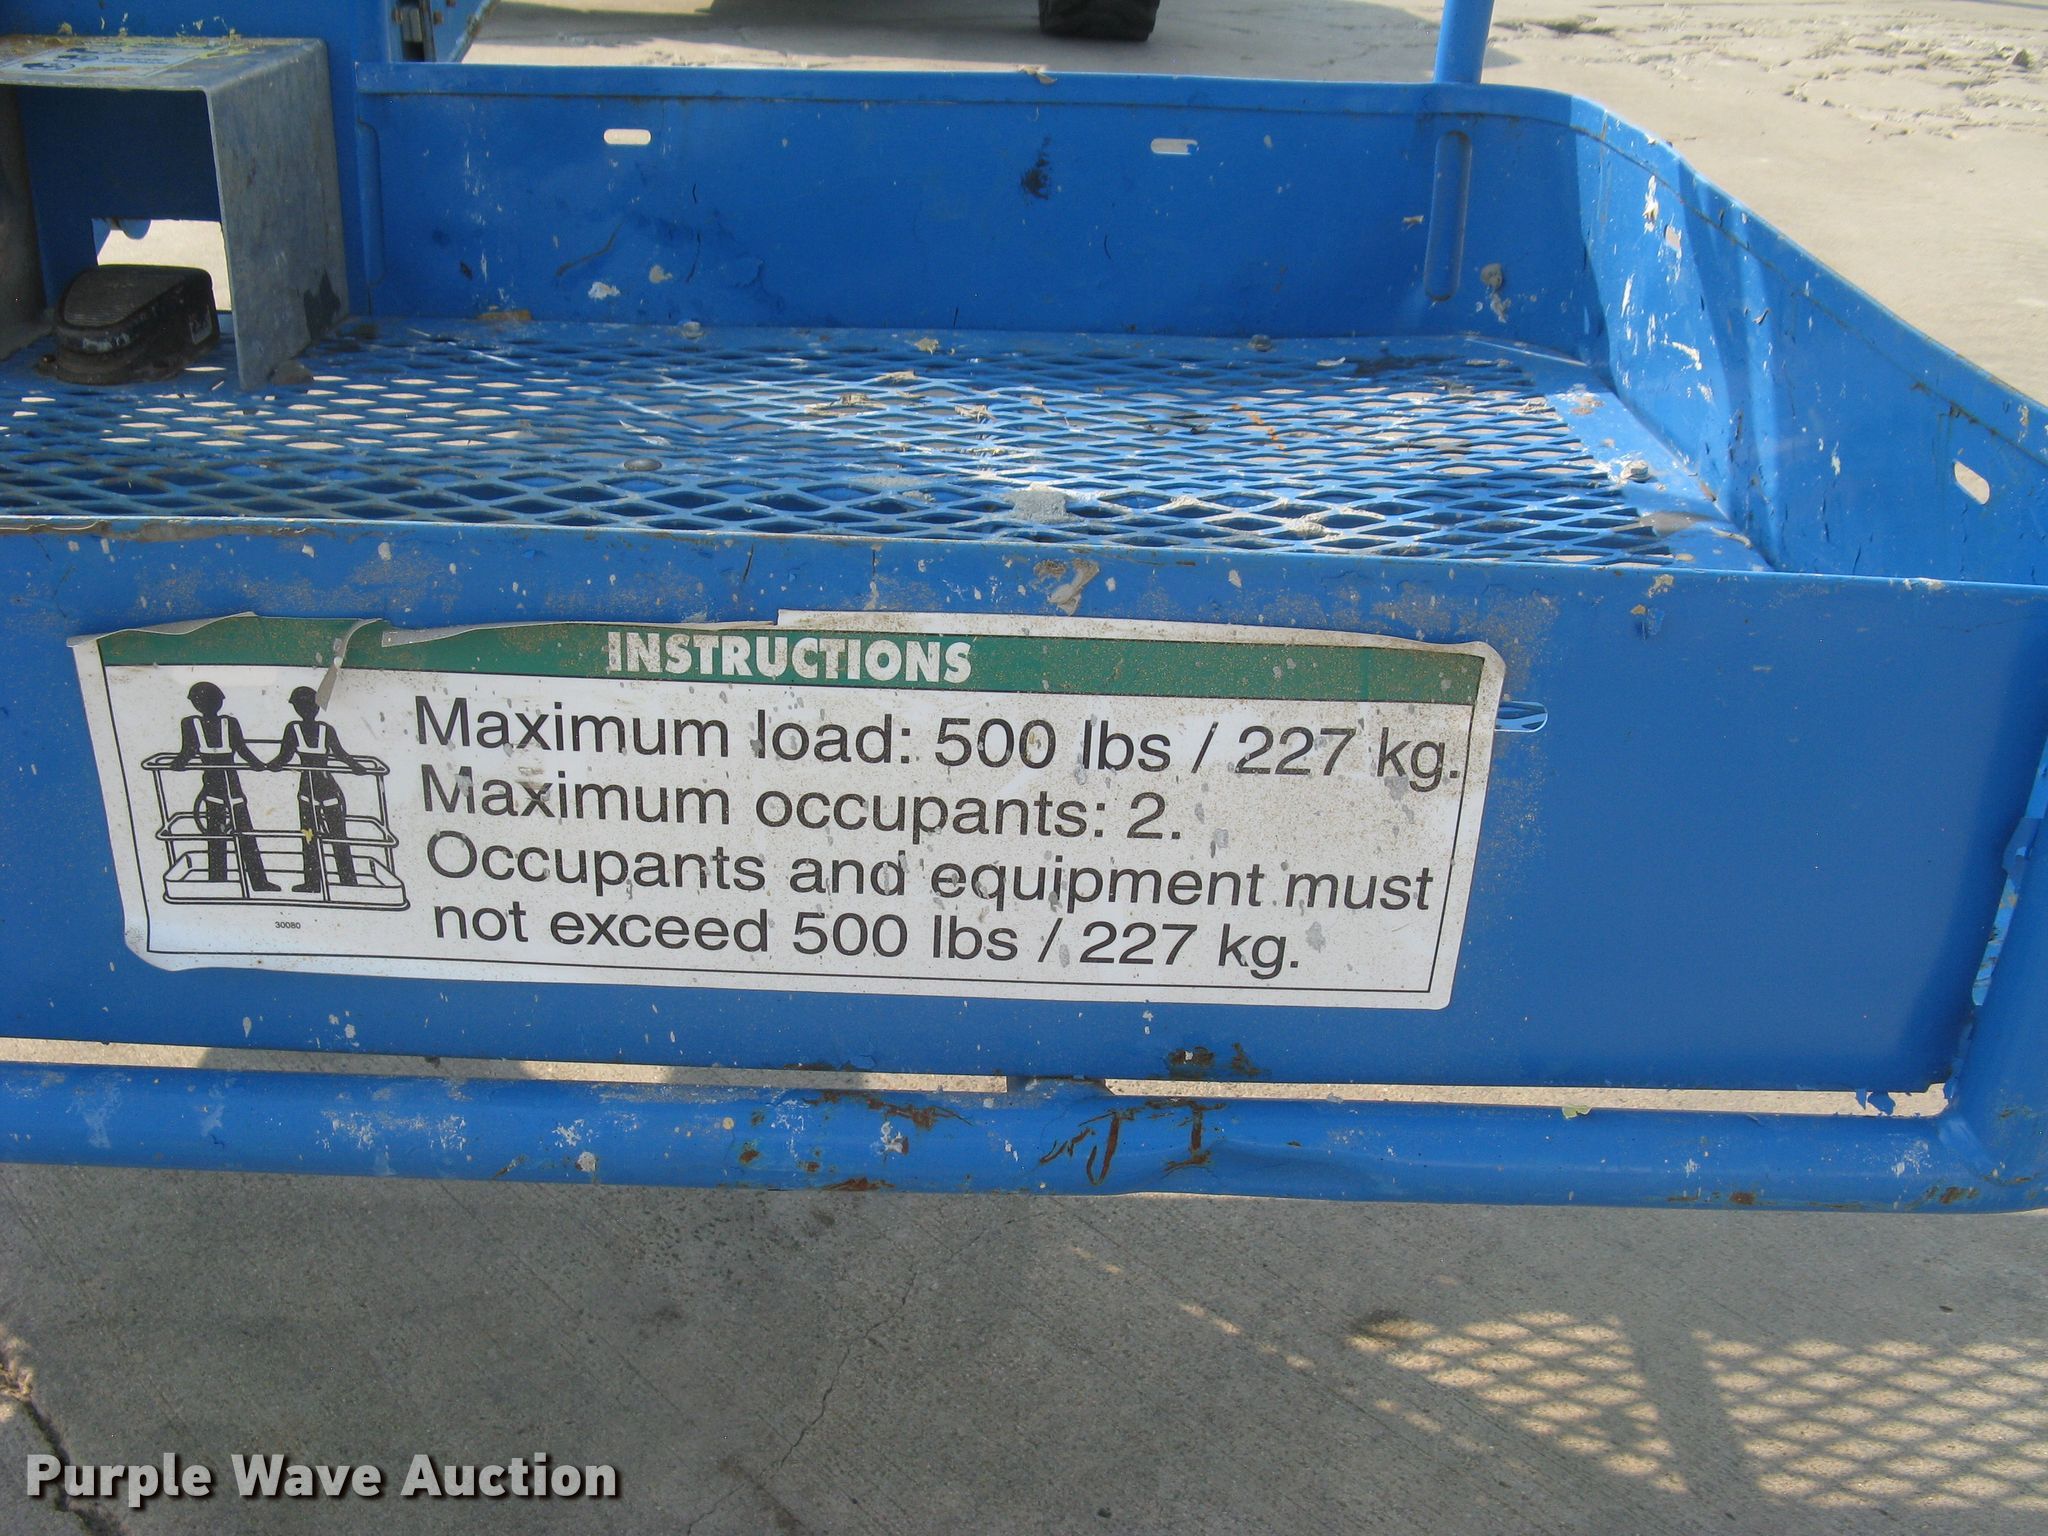 INSTRUCTIONS
Maximum load: 500 lbs / 227 kg.
Maximum occupants: 2.
Occupants and equipment must
not exceed 500 lbs / 227 kg.
30080
Purple Wave Auction